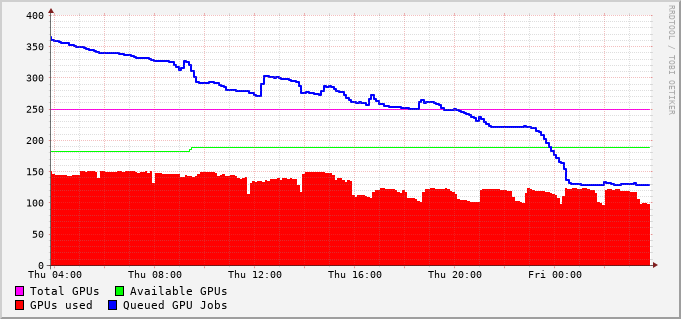 400
350
300
250
200
150
100
50
0
Thu 04:00 Thu 08:00 Thu 12:00 Thu 16:00 Thu 20:00 Fri 00:00
Total GPUs Available GPUs
GPUs used Queued GPU Jobs
RRDTOOL / TOBI OETIKER